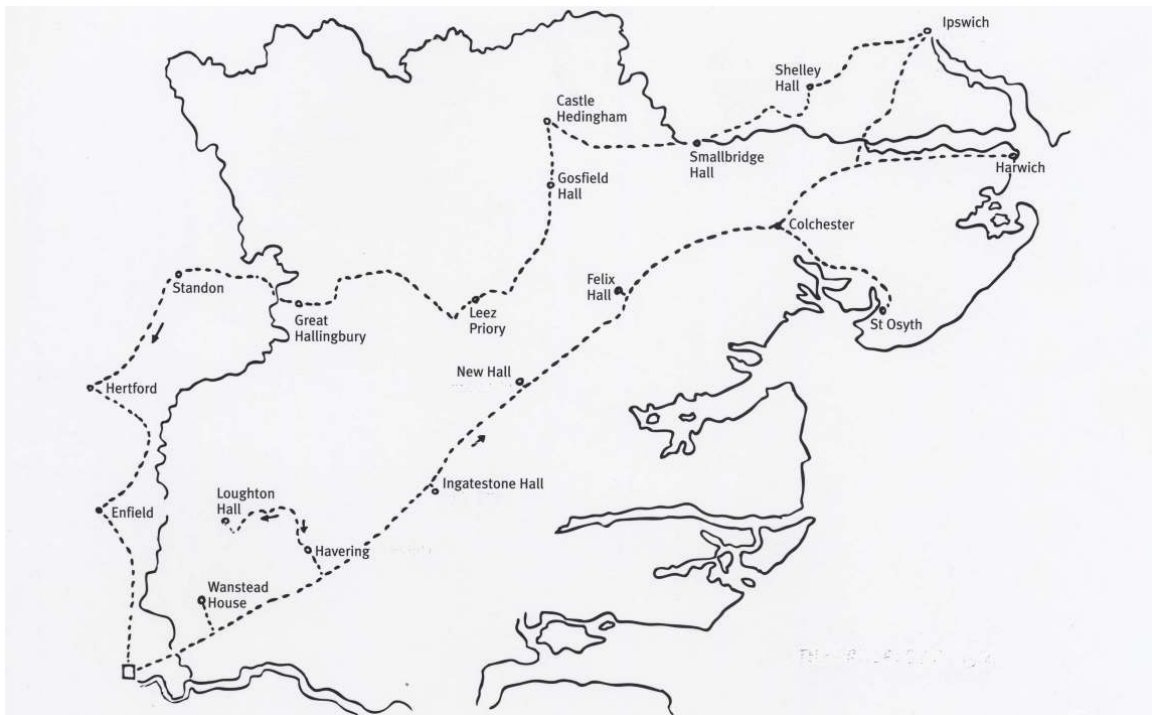 Ipswich
Shelley
Hall
Castle
Hedingham
Smallbridge
Hall
Harwich
Gosfield
Hall
Colchester
Standon
Felix
Hall
Great
Hallingbury
Leez
Priory
St Osyth
New Hall
Hertford
Ingatestone Hall
Loughton
Hall
Enfield
Havering
Wanstead
House